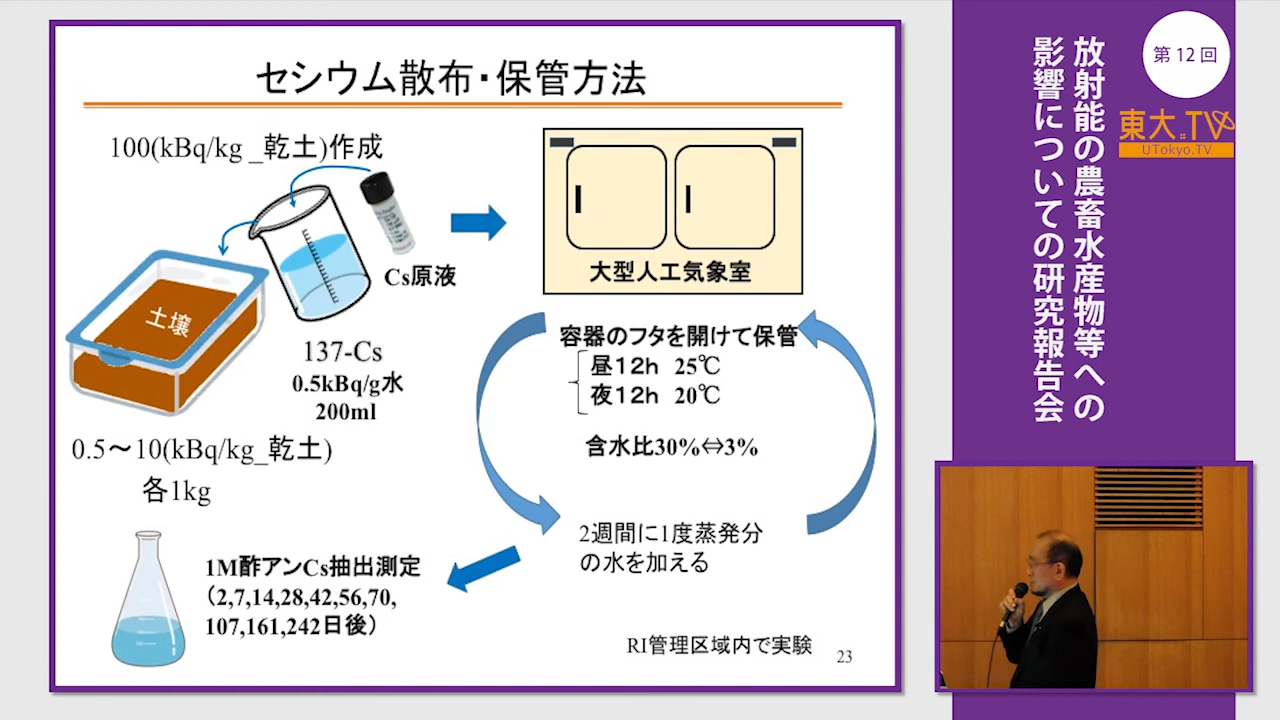 セシウム散布・保管方法
100(kBq/kg _乾土)作成
Cs原液
土壌
137-Cs
0.5kBq/g水
200ml
0.5～10(kBq/kg_乾土)
各1kg
大型人工気象室
容器のフタを開けて保管
昼12h 25℃
夜12h 20℃
含水比30%⇔3%
2週間に1度蒸発分
の水を加える
1M酢アンCs抽出測定
(2,7,14,28,42,56,70,
107,161,242日後)
RI管理区域内で実験
23
第12回
放射能の農畜水産物等への
影響についての研究報告会
東大.TV
UTokyo.TV